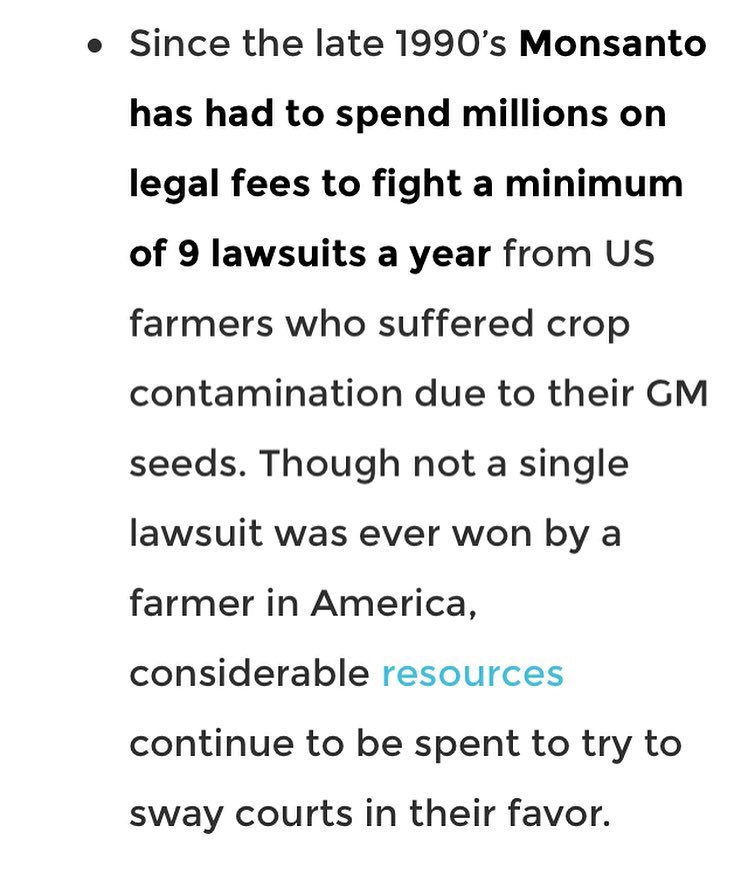 • Since the late 1990’s Monsanto
has had to spend millions on
legal fees to fight a minimum
of 9 lawsuits a year from US
farmers who suffered crop
contamination due to their GM
seeds. Though not a single
lawsuit was ever won by a
farmer in America,
considerable resources
continue to be spent to try to
sway courts in their favor.